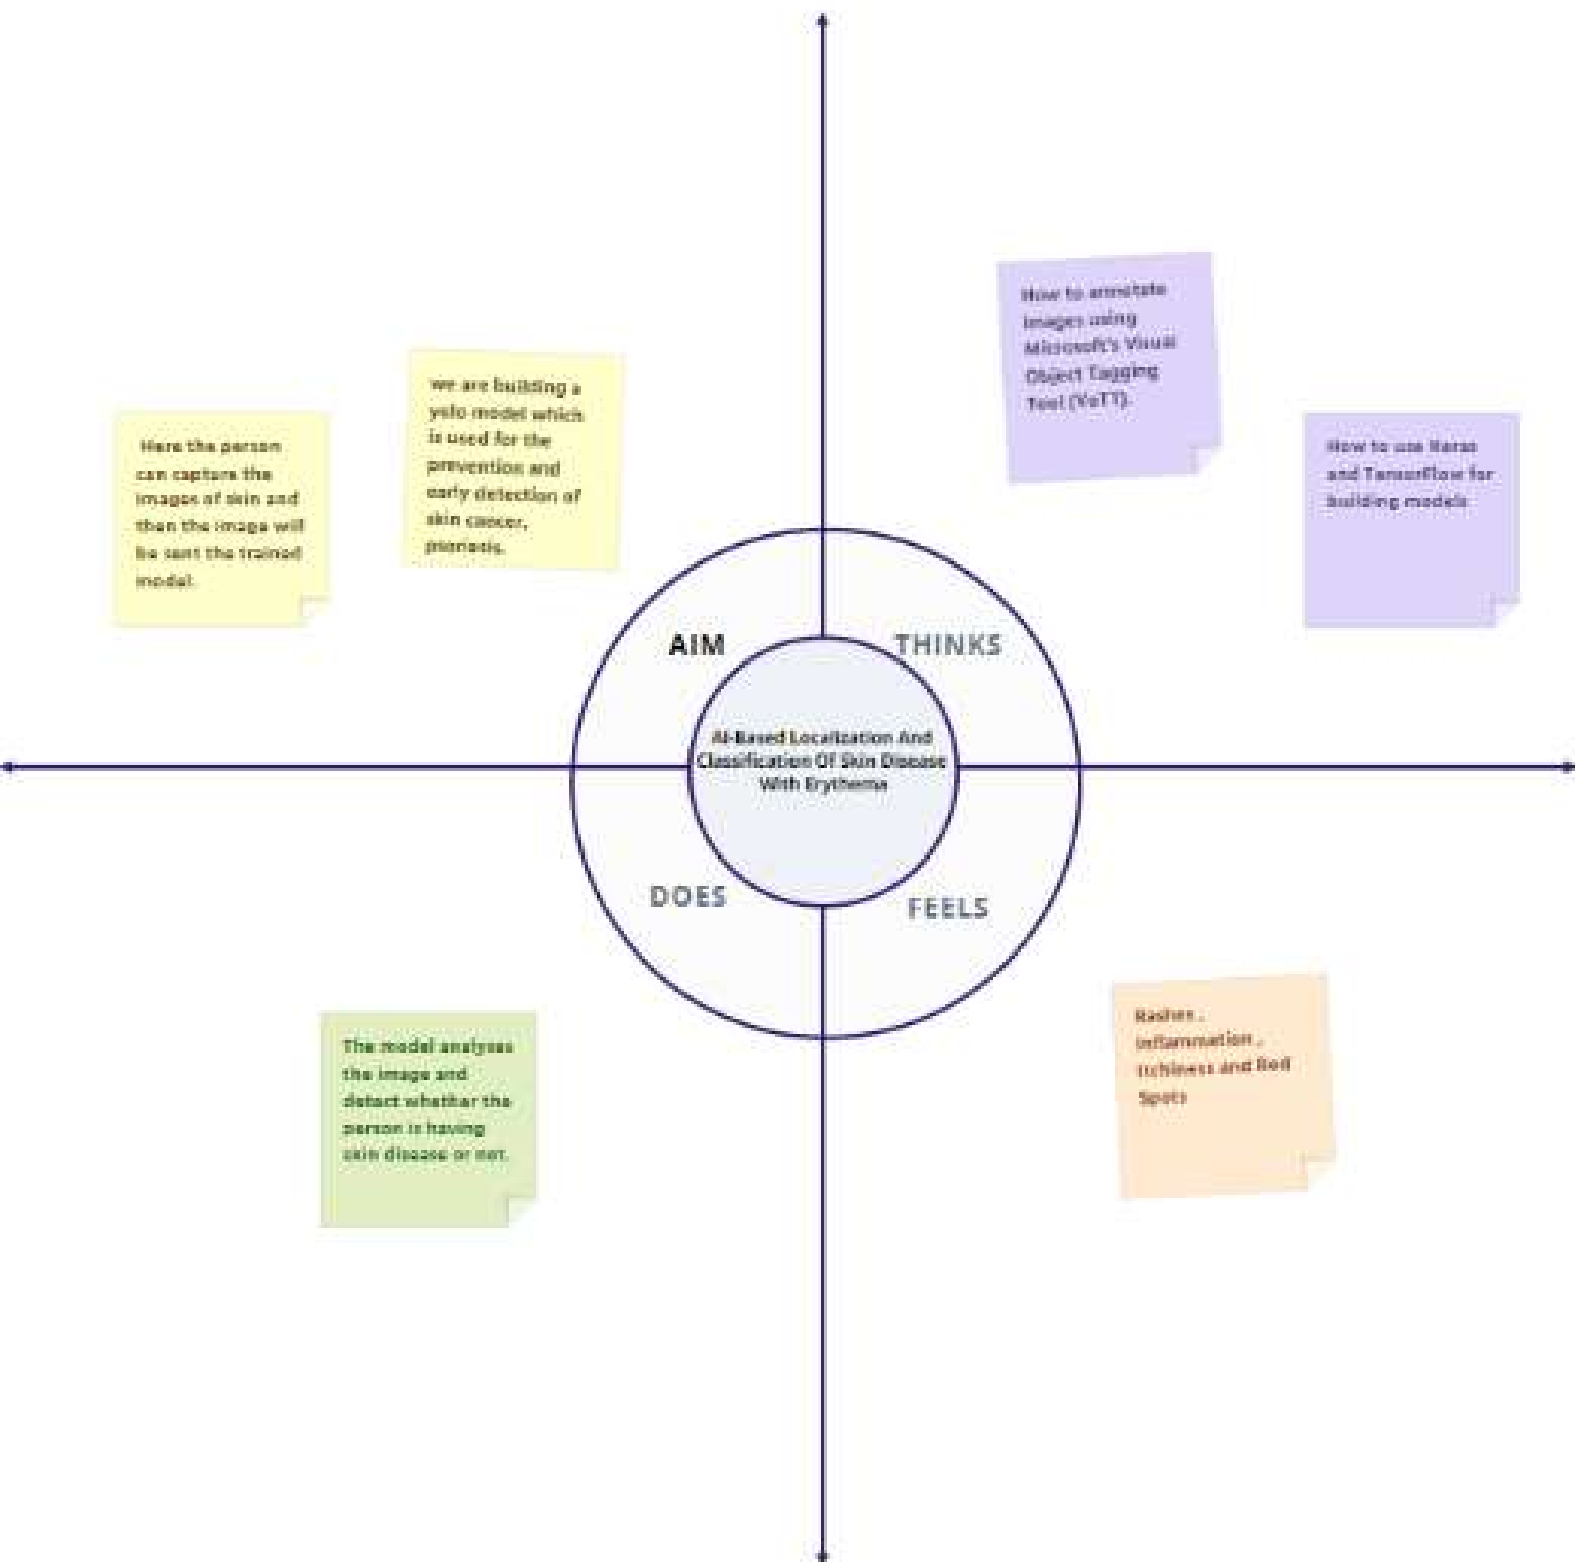 How to annotate
images using
Microsoft's Visual
Object Tagging
Tool (VoTT).
we are building a
yolo model which
is used for the
prevention and
early detection of
skin cancer,
psoriasis.
Here the person
can capture the
images of skin and
then the image will
be sent the trained
model.
How to use Keras
and TensorFlow for
building models
AIM
THINKS
AI-Based Localization And
Classification Of Skin Disease
With Erythema
DOES
FEELS
The model analyses
the image and
detect whether the
person is having
skin disease or not.
Rashes ,
inflammation ,
Itchiness and Red
Spots